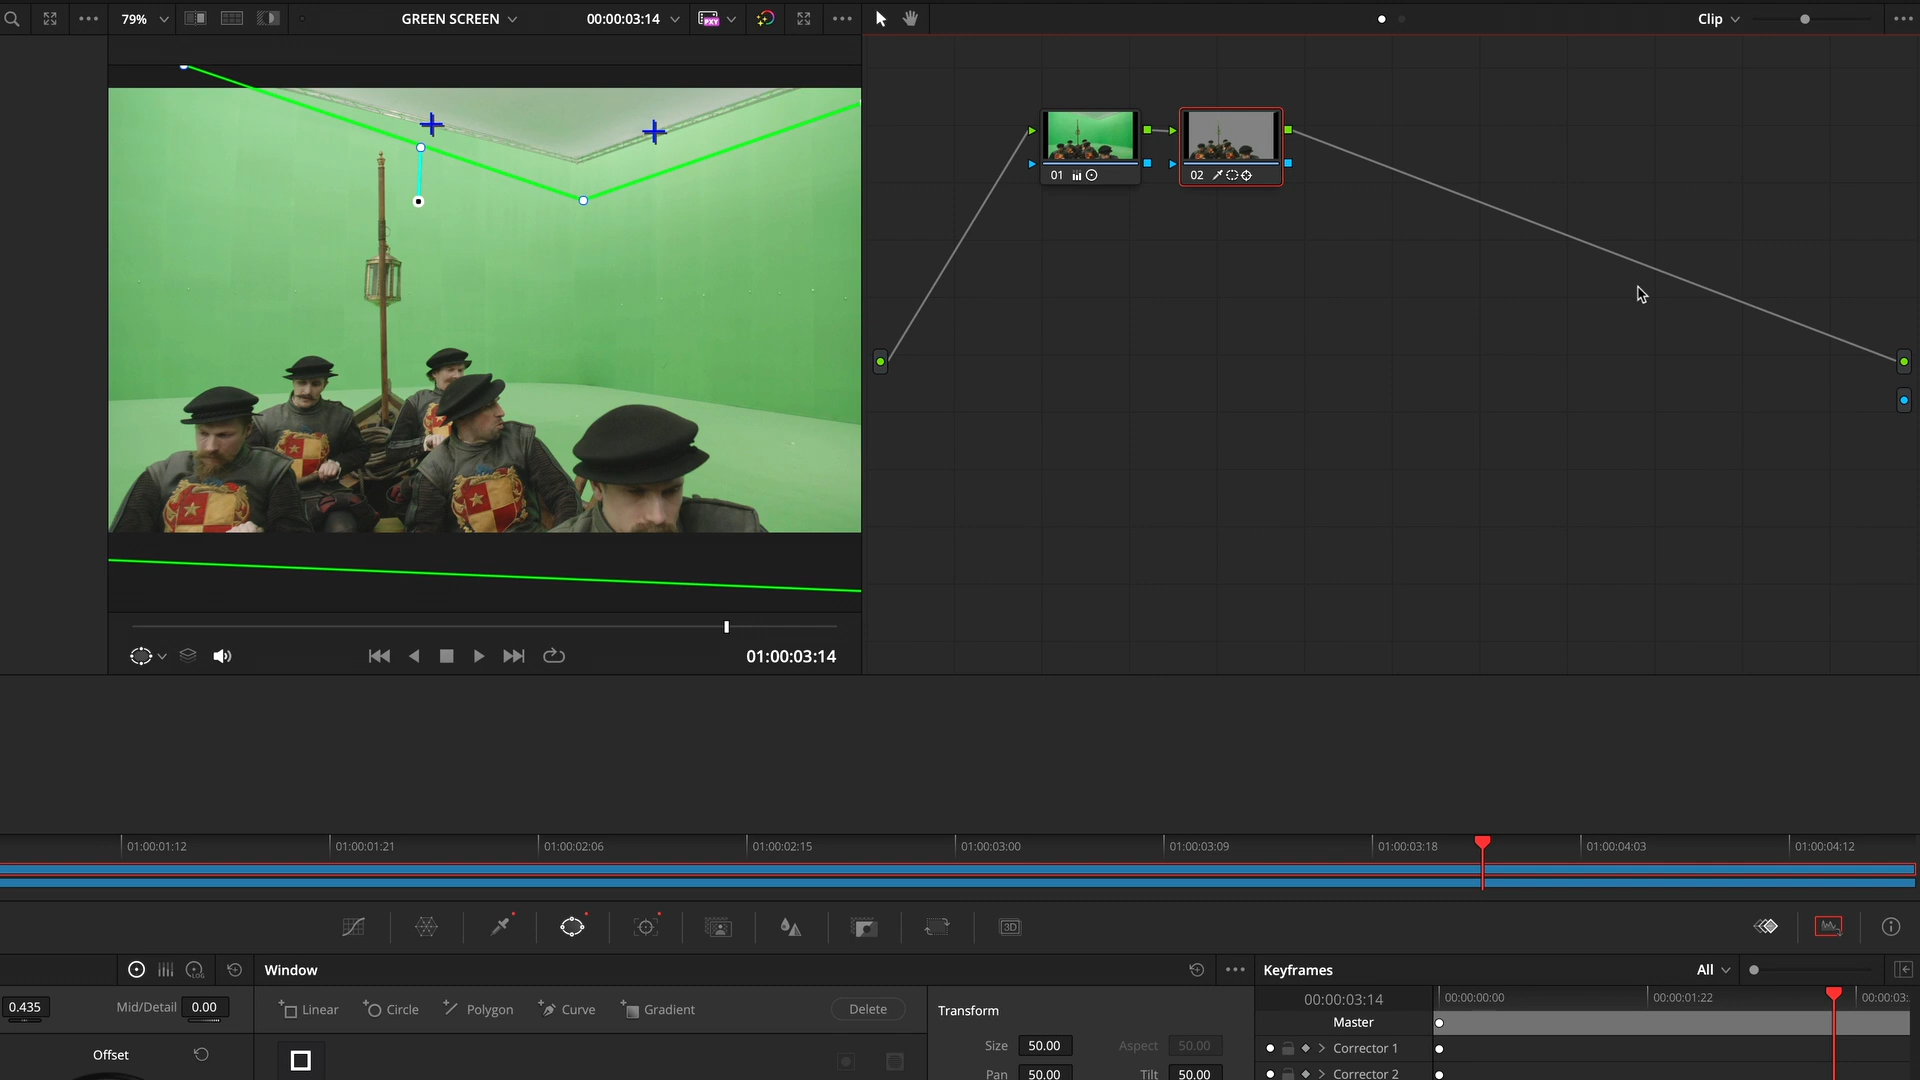 79%
GREEN SCREEN
00:00:03:14
PXY
Clip
01
02
01:00:03:14
01:00:01:12
01:00:01:21
01:00:02:06
01:00:02:15
01:00:03:00
01:00:03:09
01:00:03:18
01:00:04:03
01:00:04:12
3D
LOG
Window
Keyframes
All
0.435
Mid/Detail
0.00
Linear
Circle
Polygon
Curve
Gradient
Delete
Transform
00:00:03:14
00:00:00:00
00:00:01:22
00:00:03:
Master
Offset
Size
50.00
Aspect
50.00
Corrector 1
Pan
50.00
Tilt
50.00
Corrector 2